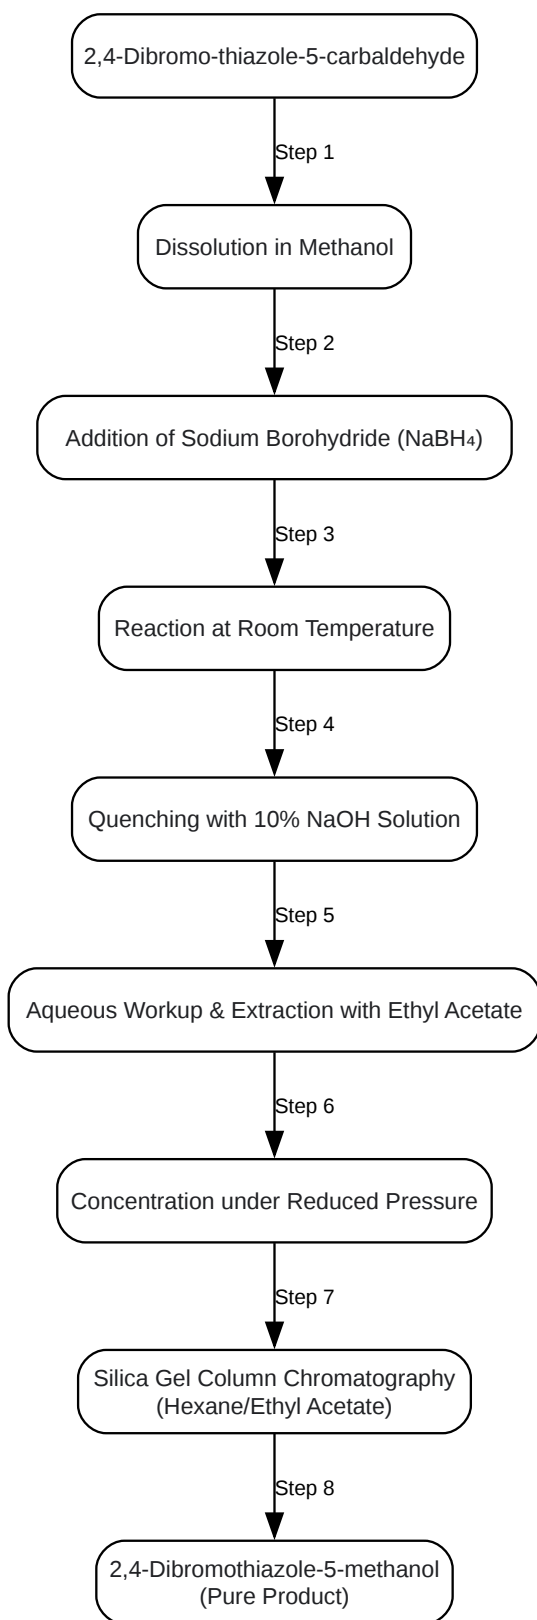 2,4-Dibromo-thiazole-5-carbaldehyde
Step 1
Dissolution in Methanol
Step 2
Addition of Sodium Borohydride (NaBH₄)
Step 3
Reaction at Room Temperature
Step 4
Quenching with 10% NaOH Solution
Step 5
Aqueous Workup & Extraction with Ethyl Acetate
Step 6
Concentration under Reduced Pressure
Step 7
Silica Gel Column Chromatography
(Hexane/Ethyl Acetate)
Step 8
2,4-Dibromothiazole-5-methanol
(Pure Product)